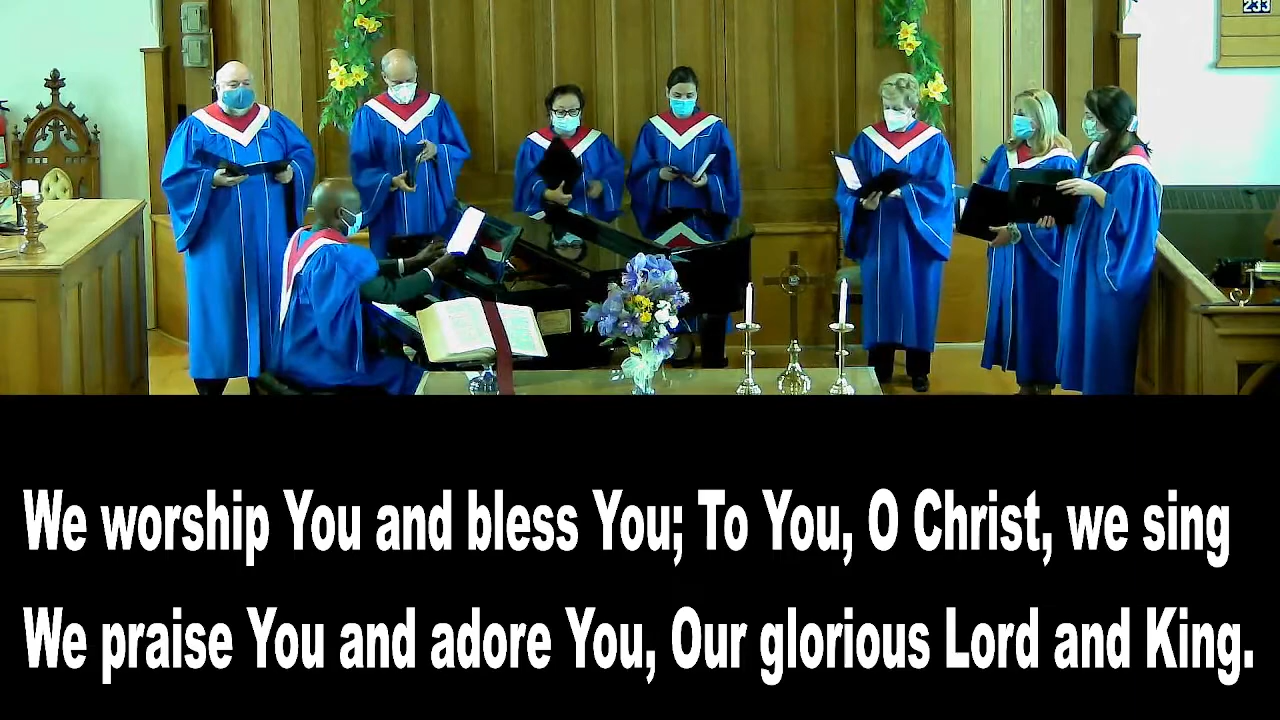 233
We worship You and bless You; To You, O Christ, we sing
We praise You and adore You, Our glorious Lord and King.